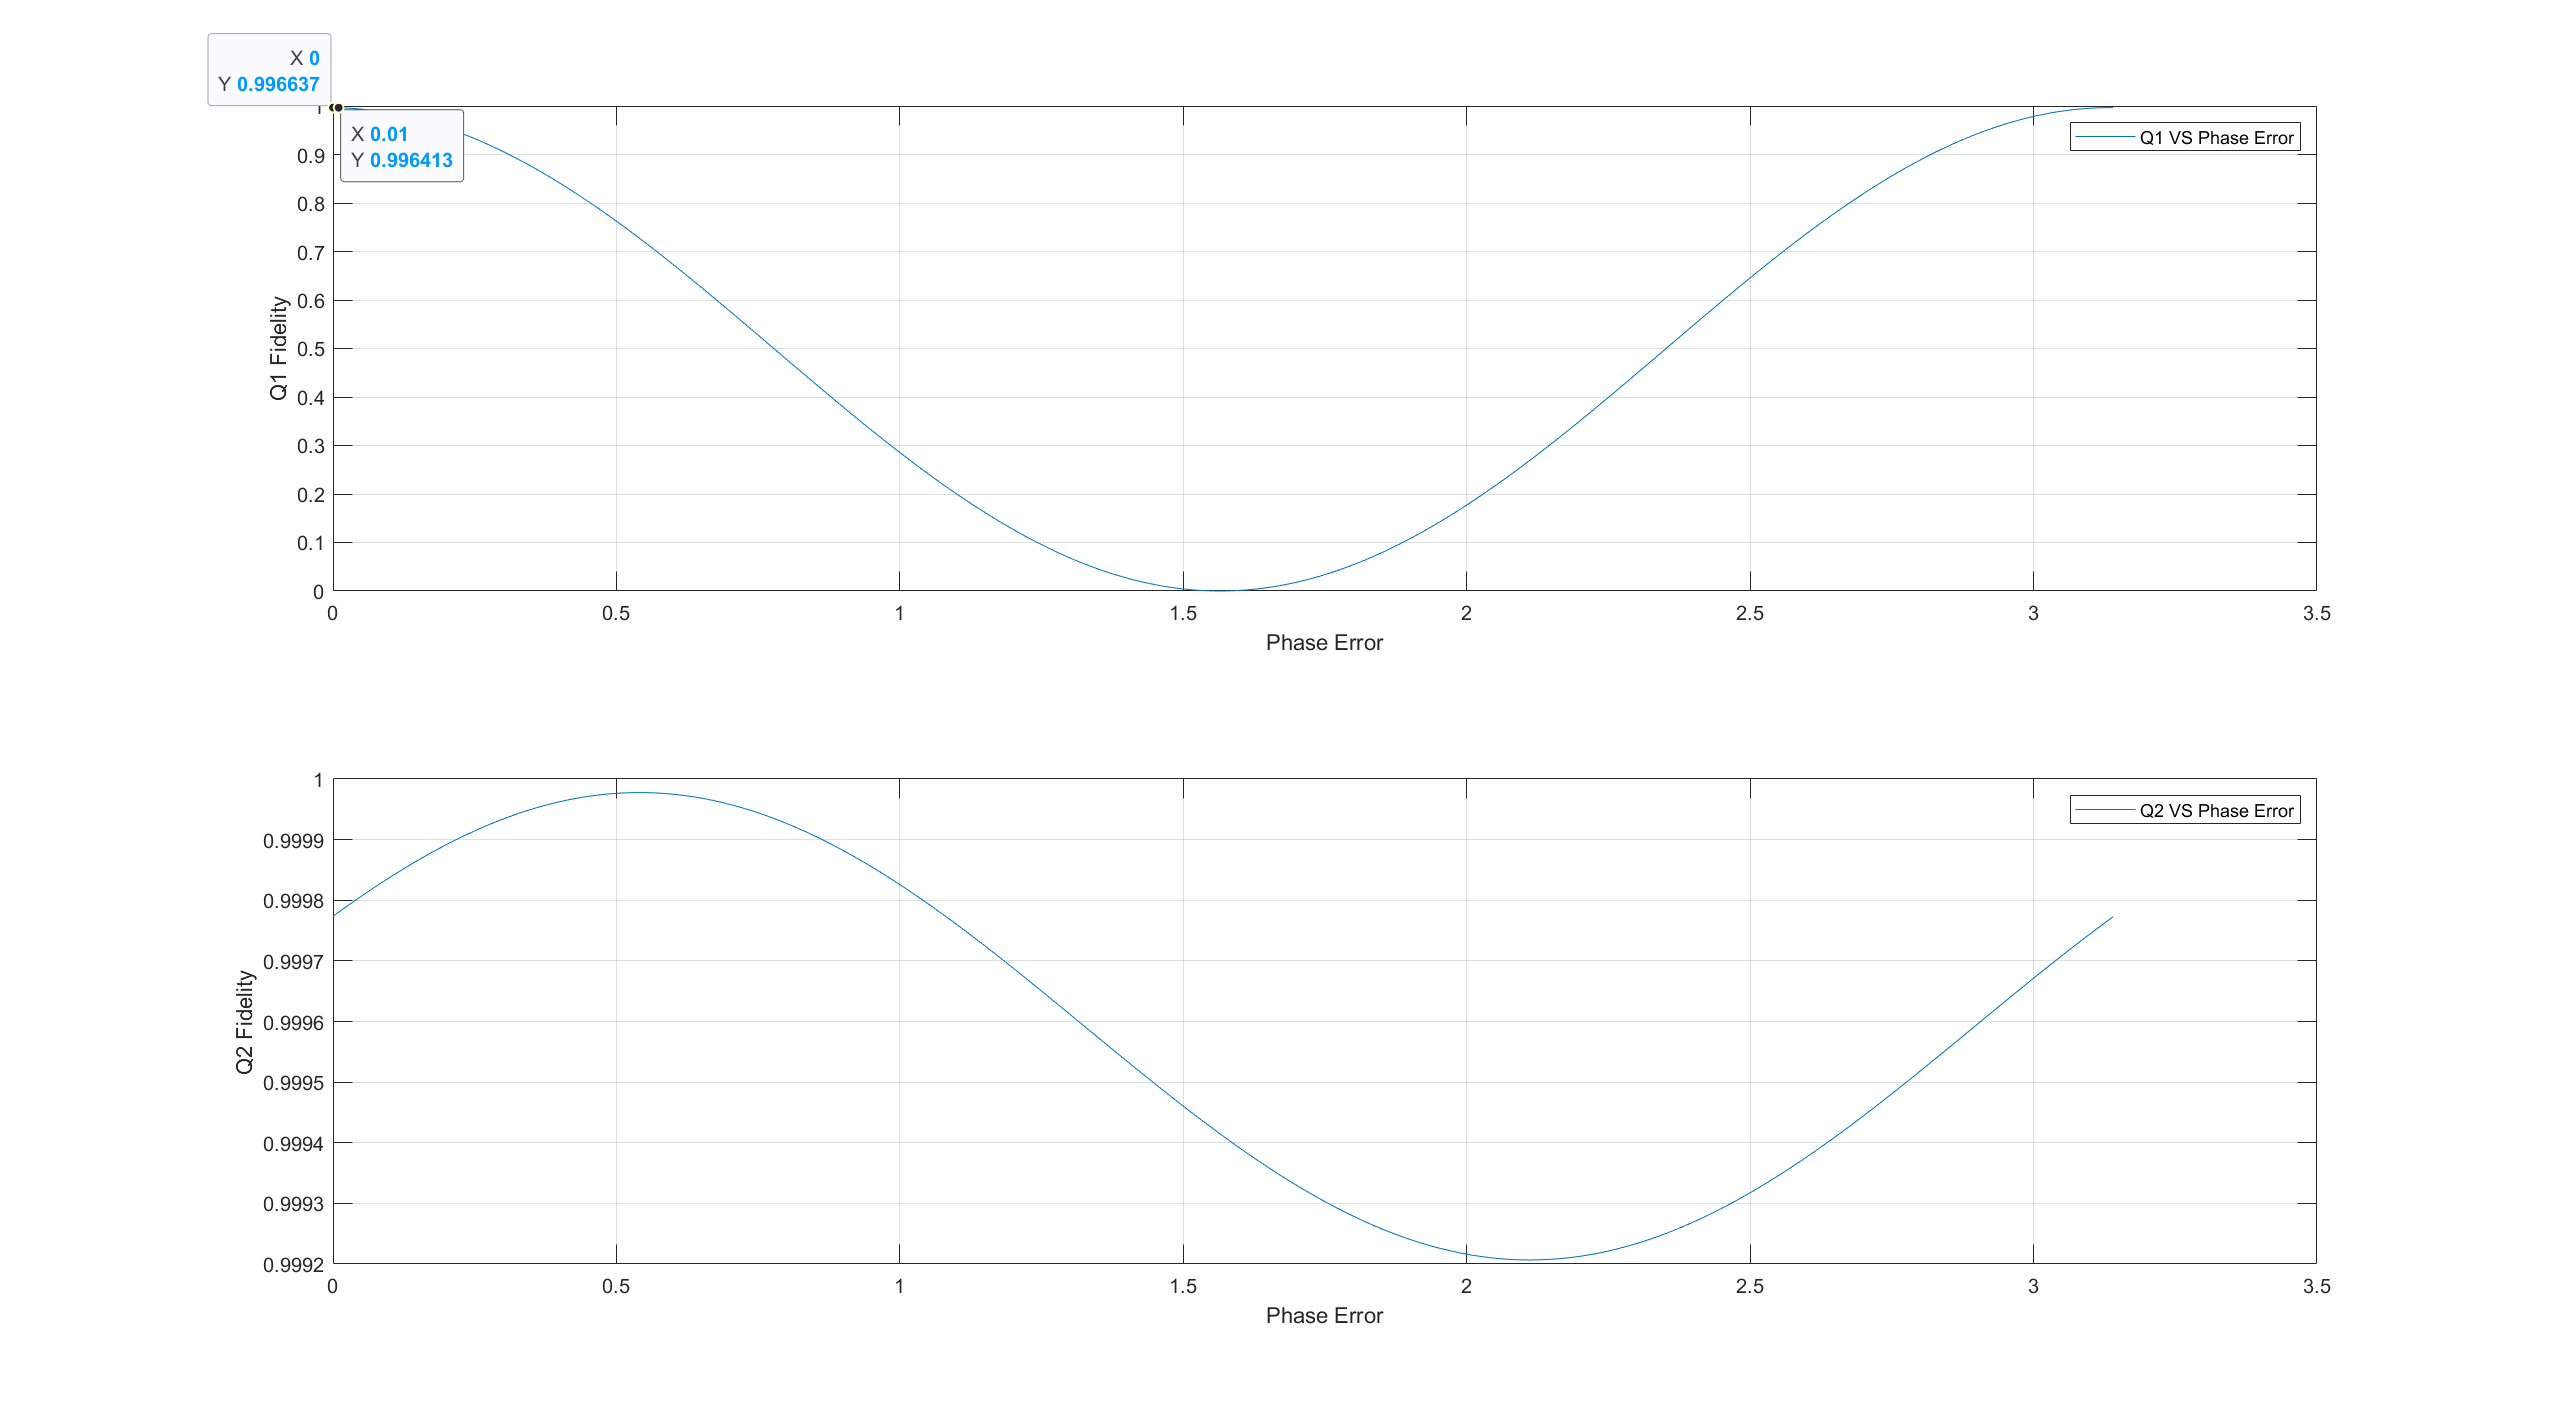 X 0
Y 0.996637
X 0.01
Y 0.996413
Q1 VS Phase Error
1
0.9
0.8
0.7
0.6
0.5
0.4
0.3
0.2
0.1
0
Q1 Fidelity
0 0.5 1 1.5 2 2.5 3 3.5
Phase Error
Q2 VS Phase Error
1
0.9999
0.9998
0.9997
0.9996
0.9995
0.9994
0.9993
0.9992
Q2 Fidelity
0 0.5 1 1.5 2 2.5 3 3.5
Phase Error